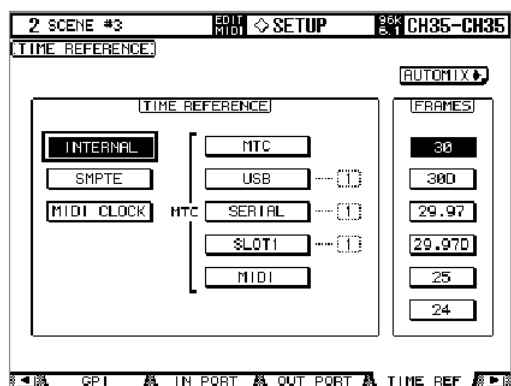 2 SCENE #3 EDIT MIDI ◇SETUP 96K 6.1 CH35-CH35
TIME REFERENCE
AUTOMIX
TIME REFERENCE FRAMES
INTERNAL MTC 30
SMPTE USB 1 30D
MIDI CLOCK MTC SERIAL 1 29.97
SLOT1 1 29.97D
MIDI 25
24
GPI IN PORT OUT PORT TIME REF